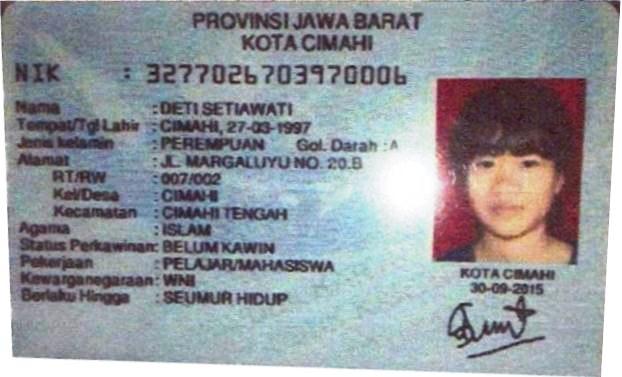 PROVINSI JAWA BARAT
KOTA CIMAHI
NIK : 3277026703970006
Nama : DETI SETIAWATI
Tempat/Tgl Lahir : CIMAHI, 27-03-1997
Jenis kelamin : PEREMPUAN Gol. Darah : A
Alamat : JL. MARGALUYU NO. 20.B
RT/RW : 007/002
Kel/Desa : CIMAHI
Kecamatan : CIMAHI TENGAH
Agama : ISLAM
Status Perkawinan: BELUM KAWIN
Pekerjaan : PELAJAR/MAHASISWA
Kewarganegaraan: WNI
Berlaku Hingga : SEUMUR HIDUP
KOTA CIMAHI
30-09-2015